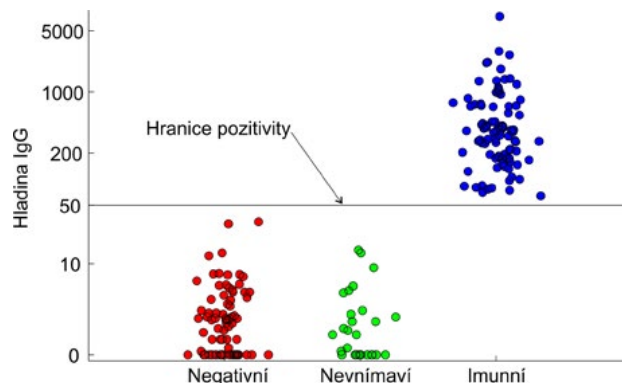 5000
1000
Hladina IgG
Hranice pozitivity
200
50
10
0
Negativní
Nevnímaví
Imunní